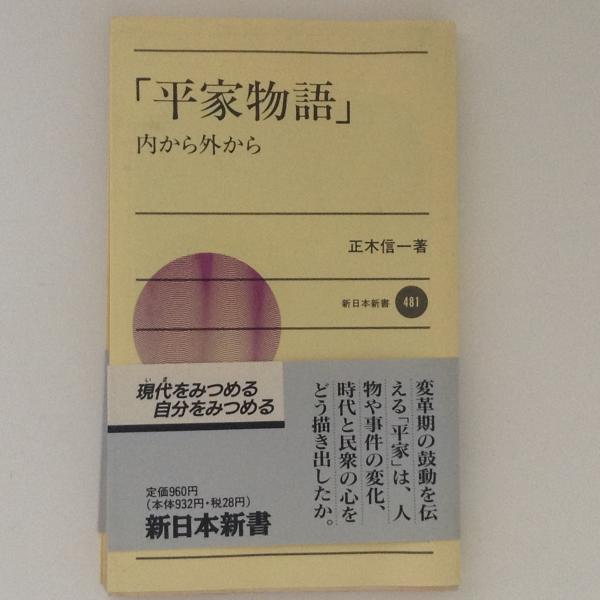 「平家物語」
内から外から
正木信一著
新日本新書 481
現代をみつめる
いま
自分をみつめる
変革期の鼓動を伝
える「平家」は、人
物や事件の変化、
時代と民衆の心を
どう描き出したか。
定価960円
(本体932円・税28円)
新日本新書